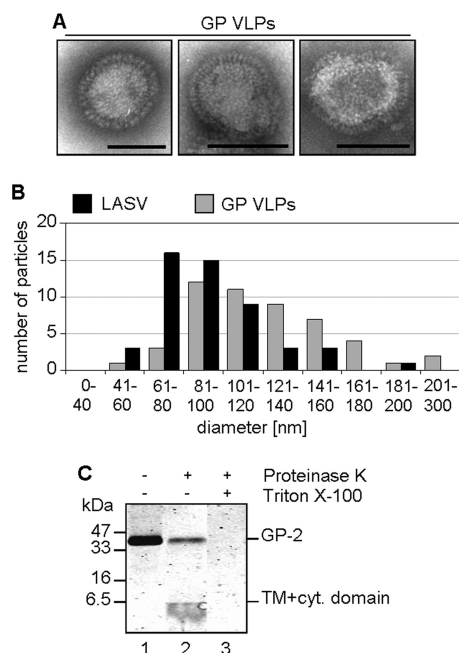 A
GP VLPs
B
LASV GP VLPs
number of particles
20
15
10
5
0
0-40 41-60 61-80 81-100 101-120 121-140 141-160 161-180 181-200 201-300
diameter [nm]
C
- + + Proteinase K
- - + Triton X-100
kDa
47
33
16
6.5
GP-2
TM+cyt. domain
1 2 3